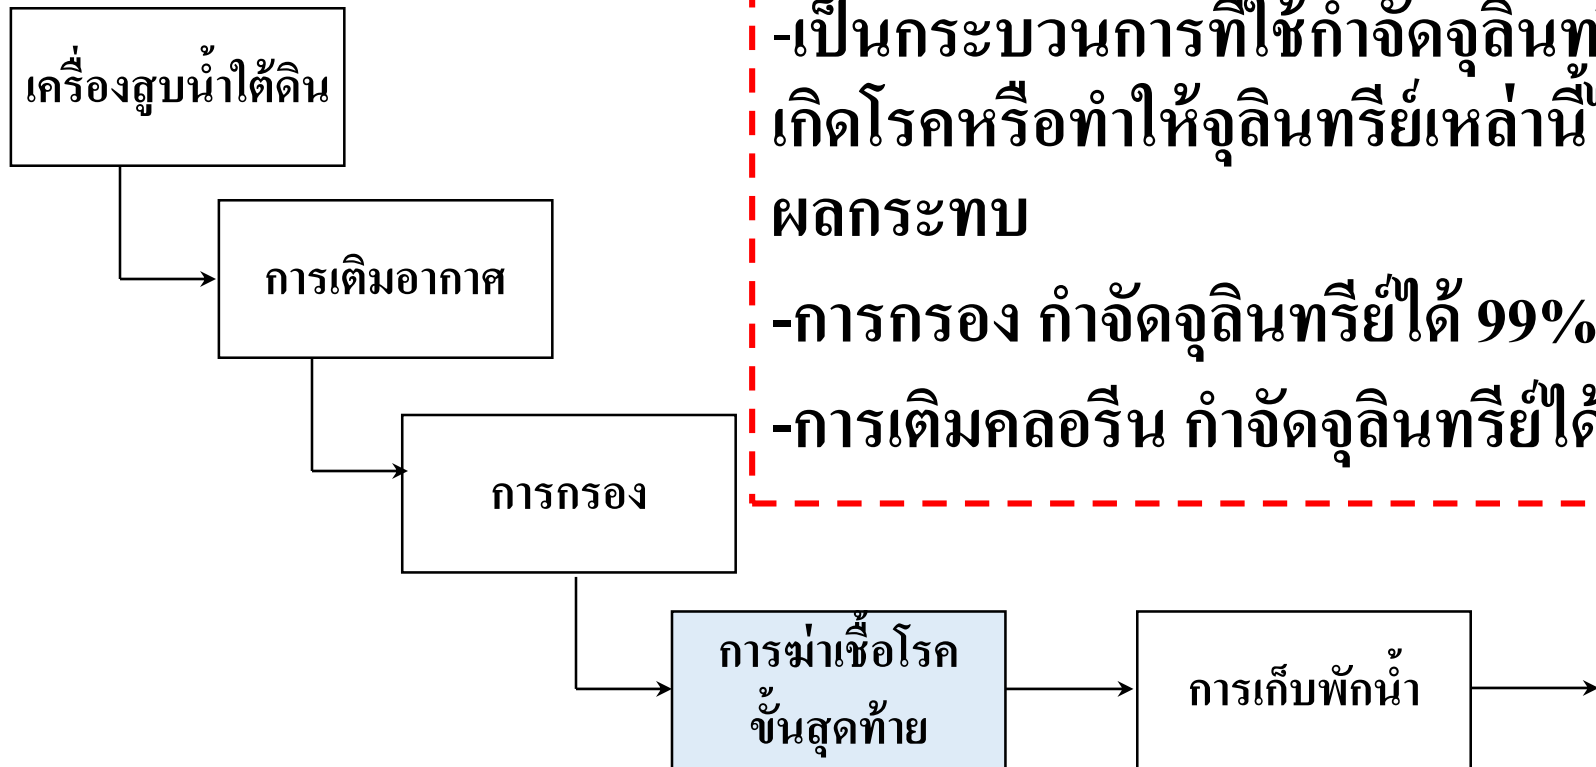 เครื่องสูบน้ำใต้ดิน
การเติมอากาศ
การกรอง
การฆ่าเชื้อโรค
ขั้นสุดท้าย
การเก็บพักน้ำ
-เป็นกระบวนการที่ใช้กำจัด
เกิดโรคหรือทำให้จุลินทรีย์เหล่านี้
ผลกระทบ
-การกรอง กำจัดจุลินทรีย์ได้ 99%
-การเติมคลอรีน กำจัดจุลินทรีย์ได้